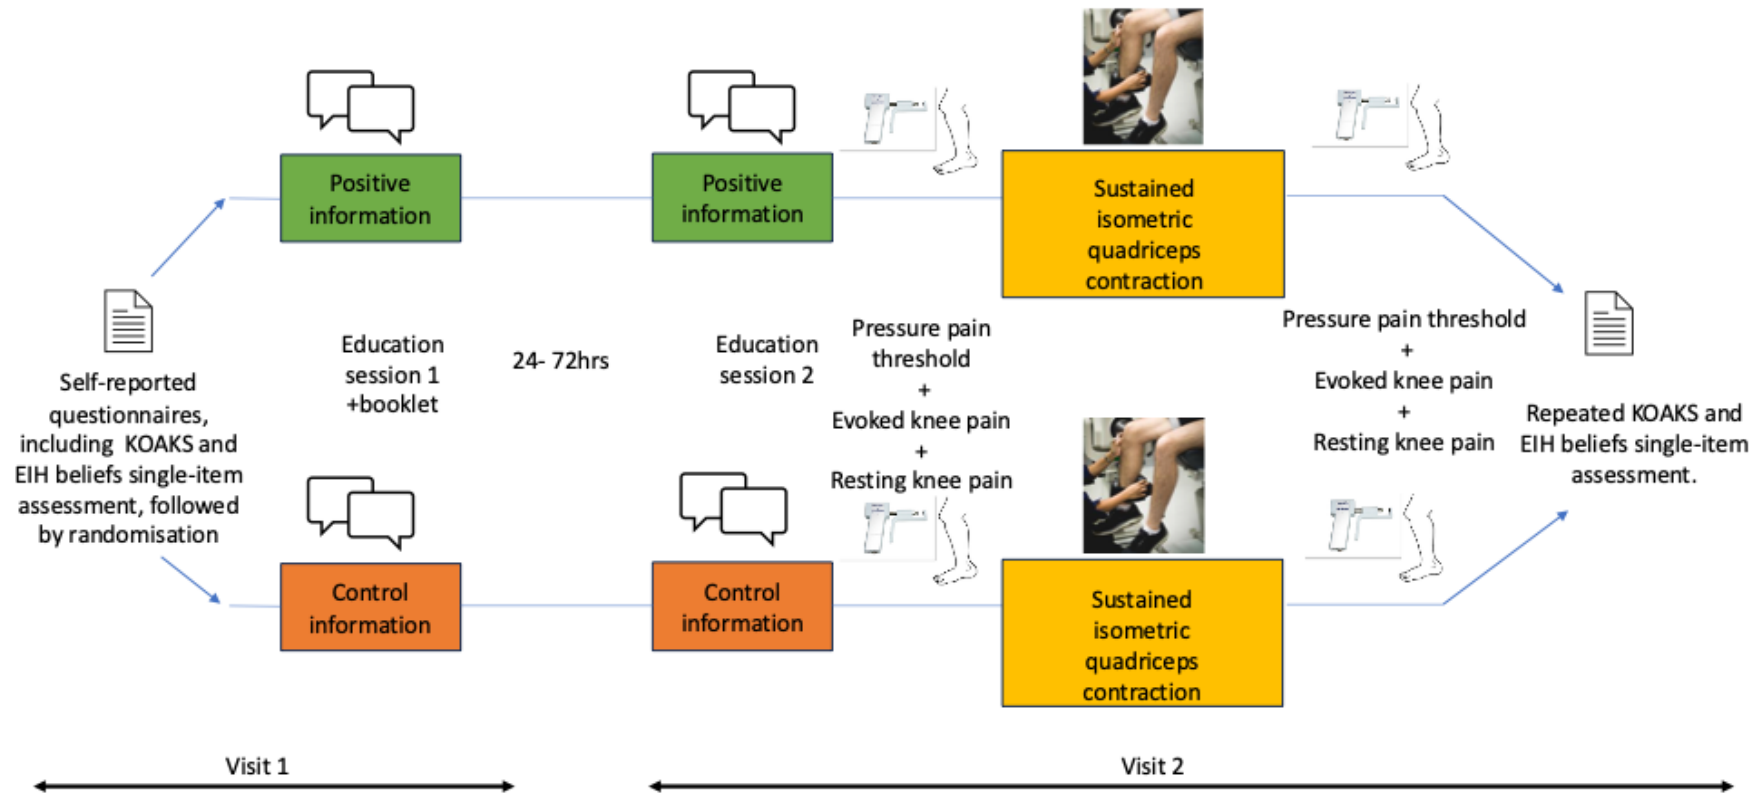 Positive
information
Positive
information
Sustained
isometric
quadriceps
contraction
Self-reported
questionnaires,
including KOAKS and
EIH beliefs single-item
assessment, followed
by randomisation
Education
session 1
+booklet
24- 72hrs
Education
session 2
Pressure pain
threshold
+
Evoked knee pain
+
Resting knee pain
Pressure pain threshold
+
Evoked knee pain
+
Resting knee pain
Repeated KOAKS and
EIH beliefs single-item
assessment.
Control
information
Control
information
Sustained
isometric
quadriceps
contraction
Visit 1
Visit 2